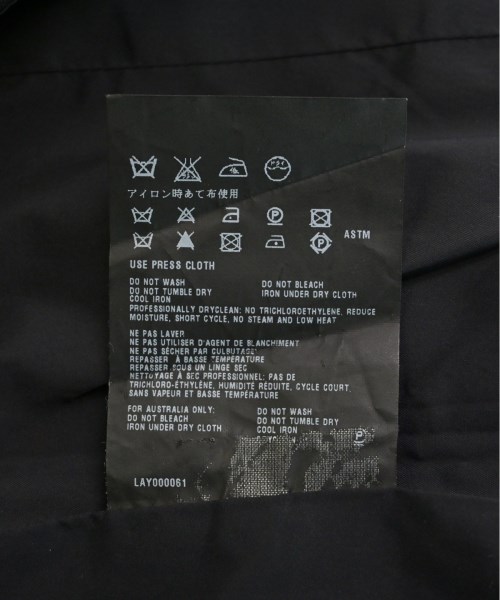 アイロン時あて布使用
P
P
ASTM
USE PRESS CLOTH
DO NOT WASH DO NOT BLEACH
DO NOT TUMBLE DRY IRON UNDER DRY CLOTH
COOL IRON
PROFESSIONALLY DRYCLEAN: NO TRICHLOROETHYLENE, REDUCE
MOISTURE, SHORT CYCLE, NO STEAM AND LOW HEAT
NE PAS LAVER
NE PAS UTILISER D'AGENT DE BLANCHIMENT
NE PAS SÉCHER PAR CULBUTAGE
REPASSER À BASSE TEMPÉRATURE
REPASSER SOUS UN LINGE SEC
NETTOYAGE À SEC PROFESSIONNEL: PAS DE
TRICHLORO-ÉTHYLÈNE, HUMIDITÉ RÉDUITE, CYCLE COURT,
SANS VAPEUR ET BASSE TEMPÉRATURE
FOR AUSTRALIA ONLY: DO NOT WASH
DO NOT BLEACH DO NOT TUMBLE DRY
IRON UNDER DRY CLOTH COOL IRON
P
LAY000061